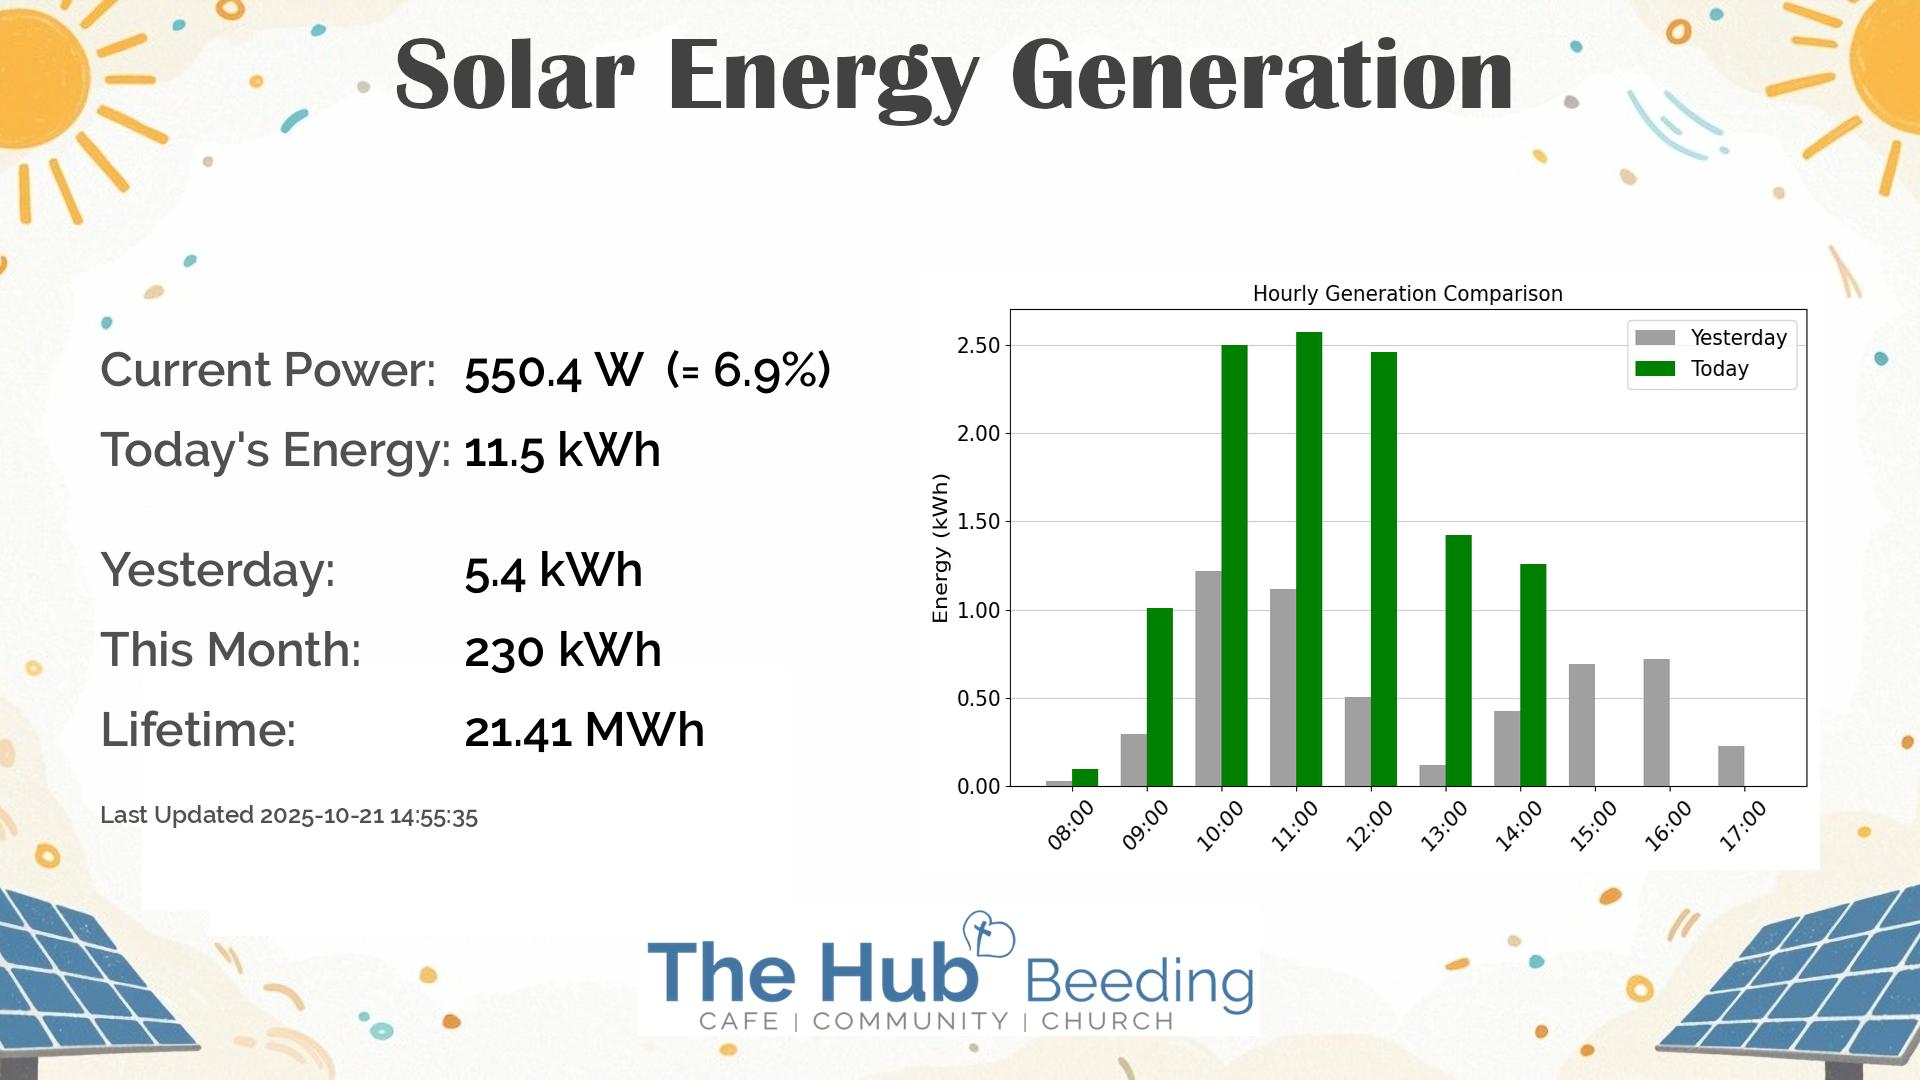 Solar Energy Generation
Current Power: 550.4 W (= 6.9%)
Today's Energy: 11.5 kWh
Yesterday: 5.4 kWh
This Month: 230 kWh
Lifetime: 21.41 MWh
Last Updated 2025-10-21 14:55:35
Hourly Generation Comparison
Yesterday
Today
Energy (kWh)
2.50
2.00
1.50
1.00
0.50
0.00
08:00 09:00 10:00 11:00 12:00 13:00 14:00 15:00 16:00 17:00
The Hub Beeding
CAFE | COMMUNITY | CHURCH